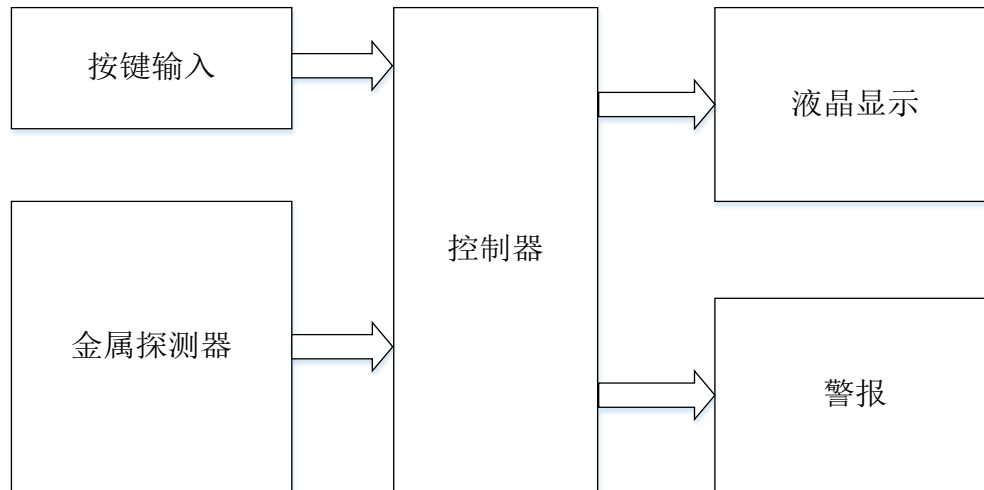 按键输入
液晶显示
控制器
金属探测器
警报